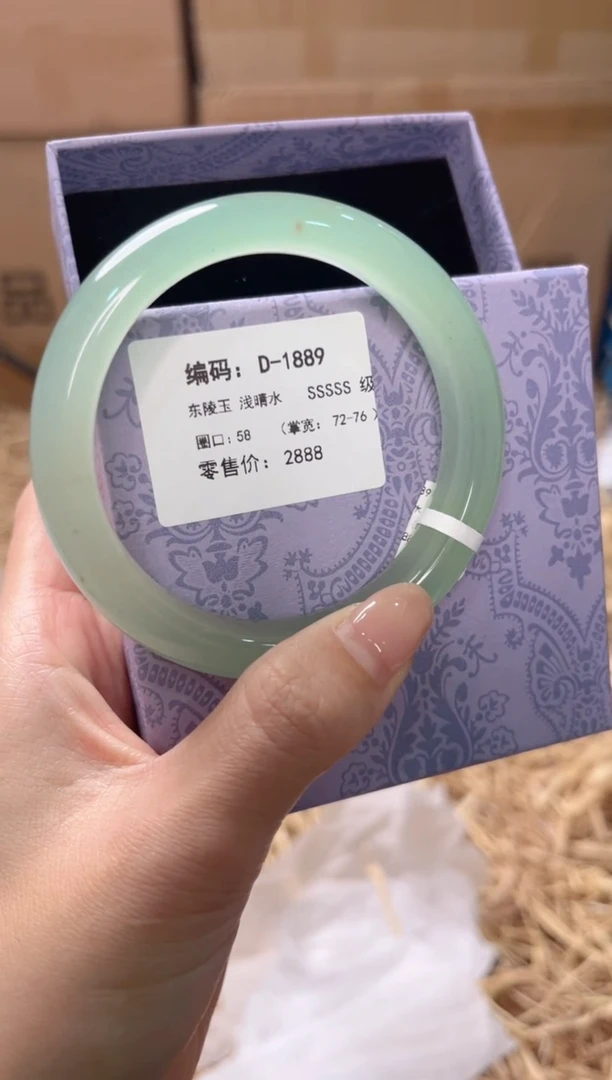 编码：D-1889
东陵玉 浅晴水 SSSSS 级
圈口：58 （掌宽：72-76）
零售价：2888
品